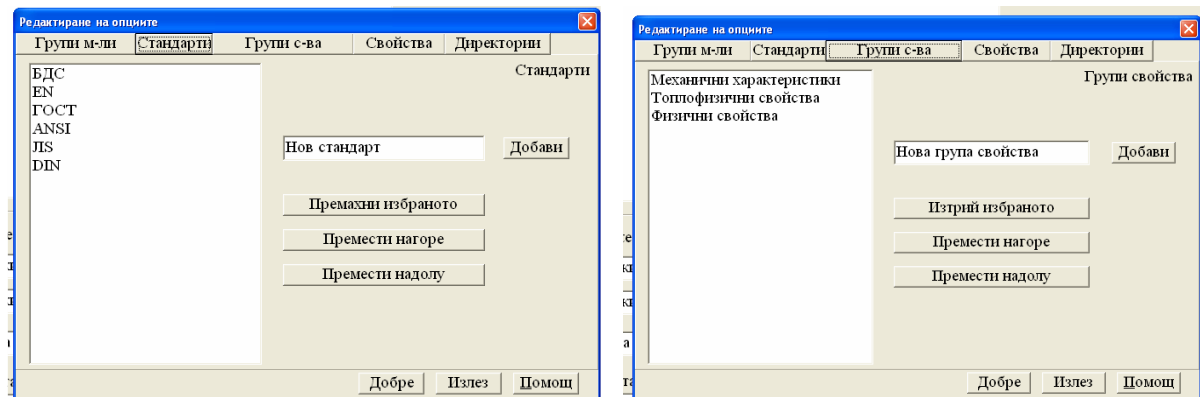 Редактиране на опциите
Групи м-ли Стандарти Групи с-ва Свойства Директории
Стандарти
БДС
EN
ГОСТ
ANSI
JIS
DIN
Нов стандарт Добави
Премахни избраното
Премести нагоре
Премести надолу
Добре Излез Помощ
Редактиране на опциите
Групи м-ли Стандарти Групи с-ва Свойства Директории
Групи свойства
Механични характеристики
Топлофизични свойства
Физични свойства
Нова група свойства Добави
Изтрий избраното
Премести нагоре
Премести надолу
Добре Излез Помощ